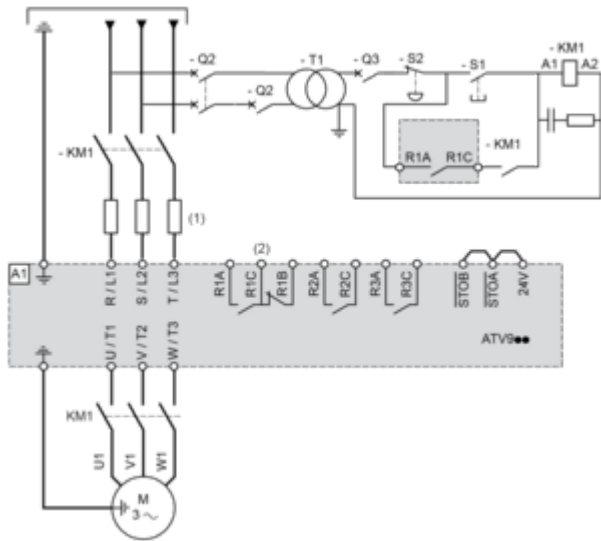 - Q2
- T1
- Q3
- S2
- S1
- KM1
A1
A2
- Q2
- KM1
R1A
R1C
- KM1
(1)
(2)
A1
R / L1
S / L2
T / L3
R1A
R1C
R1B
R2A
R2C
R3A
R3C
STOB
STOA
24V
U / T1
V / T2
W / T3
ATV9●●
KM1
U1
V1
W1
M
3 ~